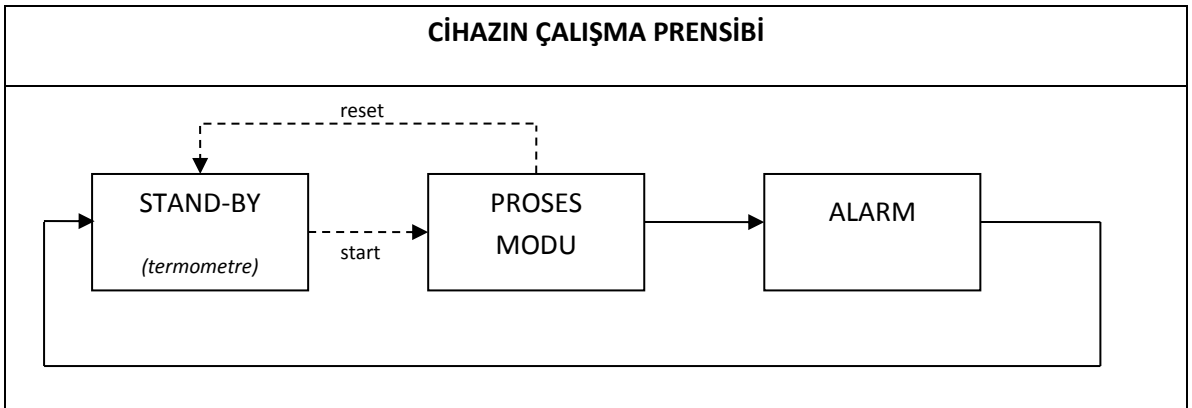 CİHAZIN ÇALIŞMA PRENSİBİ
reset
STAND-BY
(termometre)
start
PROSES
MODU
ALARM